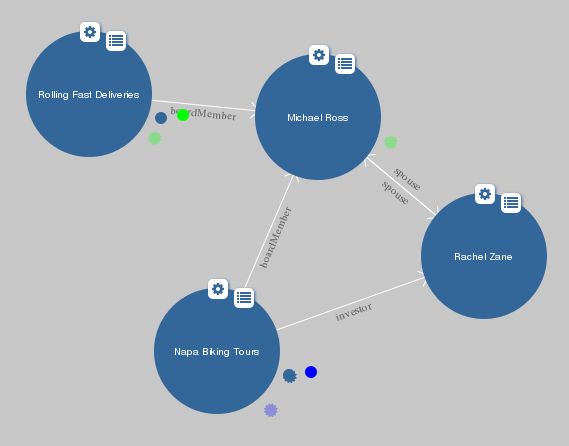 Rolling Fast Deliveries
boardMember
Michael Ross
spouse
spouse
Rachel Zane
boardMember
investor
Napa Biking Tours